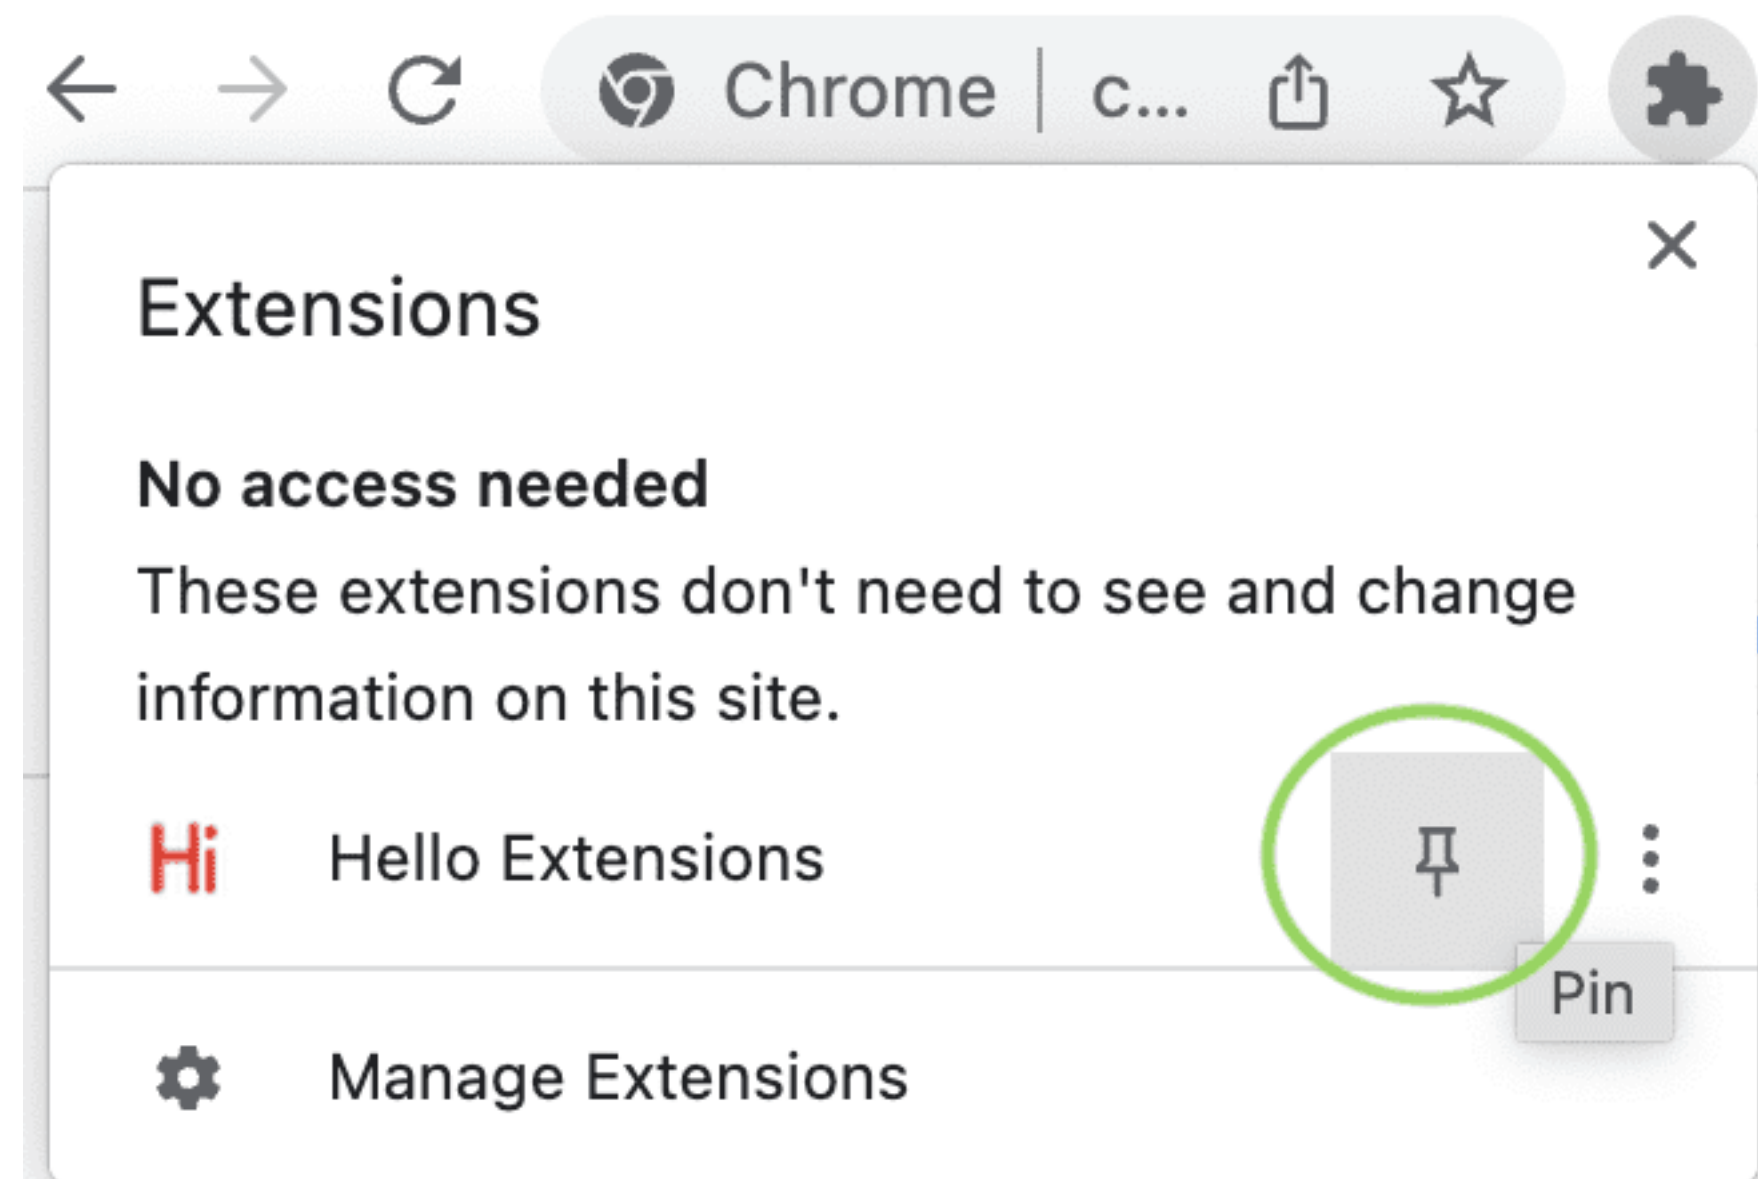 Chrome | c...
Extensions
No access needed
These extensions don't need to see and change
information on this site.
Hi Hello Extensions
Pin
Manage Extensions